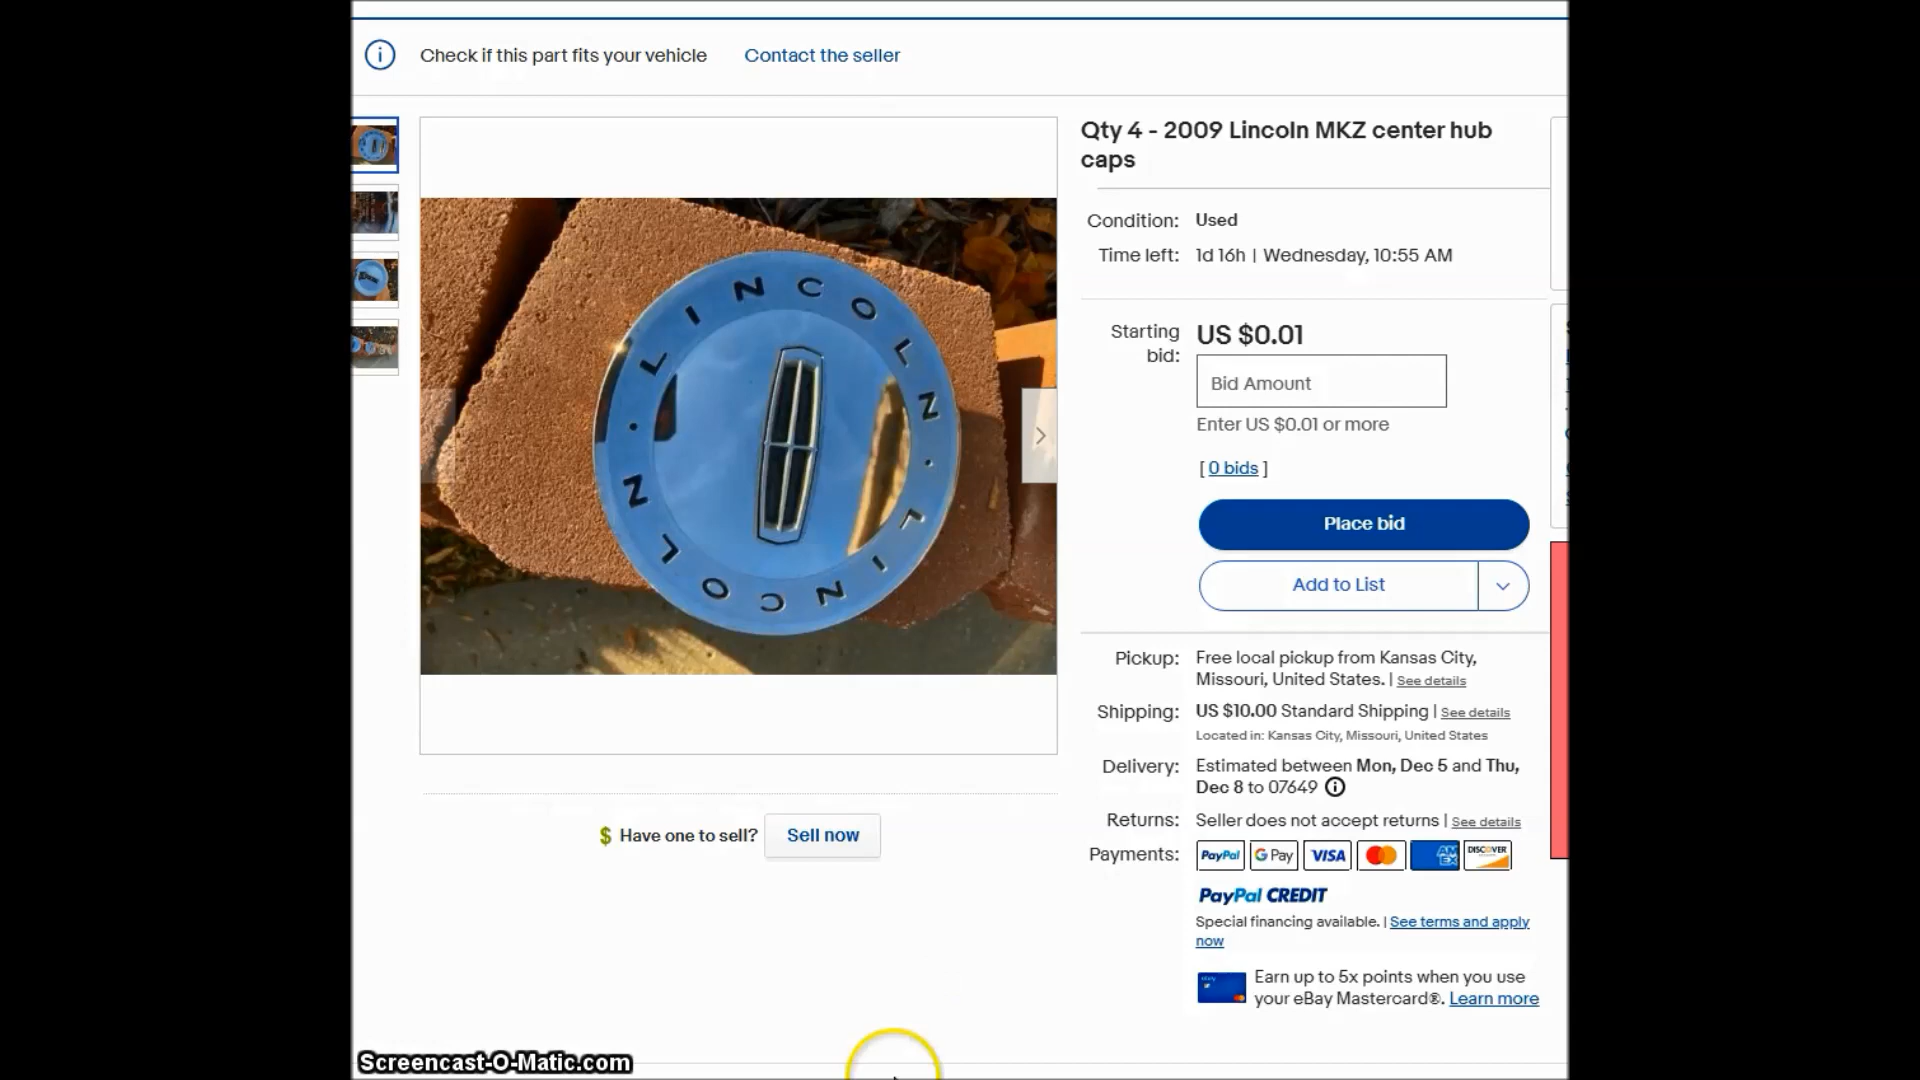 Check if this part fits your vehicle Contact the seller
Qty 4 - 2009 Lincoln MKZ center hub
caps
Condition: Used
Time left: 1d 16h | Wednesday, 10:55 AM
Starting
bid:
US $0.01
Bid Amount
Enter US $0.01 or more
[ 0 bids ]
Place bid
Add to List
LINCOLN · LINCOLN ·
Pickup: Free local pickup from Kansas City,
Missouri, United States. | See details
Shipping: US $10.00 Standard Shipping | See details
Located in: Kansas City, Missouri, United States
Delivery: Estimated between Mon, Dec 5 and Thu,
Dec 8 to 07649
Returns: Seller does not accept returns | See details
Payments: PayPal G Pay VISA AM EX DISCOVER
PayPal CREDIT
Special financing available. | See terms and apply
now
Earn up to 5x points when you use
your eBay Mastercard®. Learn more
$ Have one to sell? Sell now
Screencast-O-Matic.com